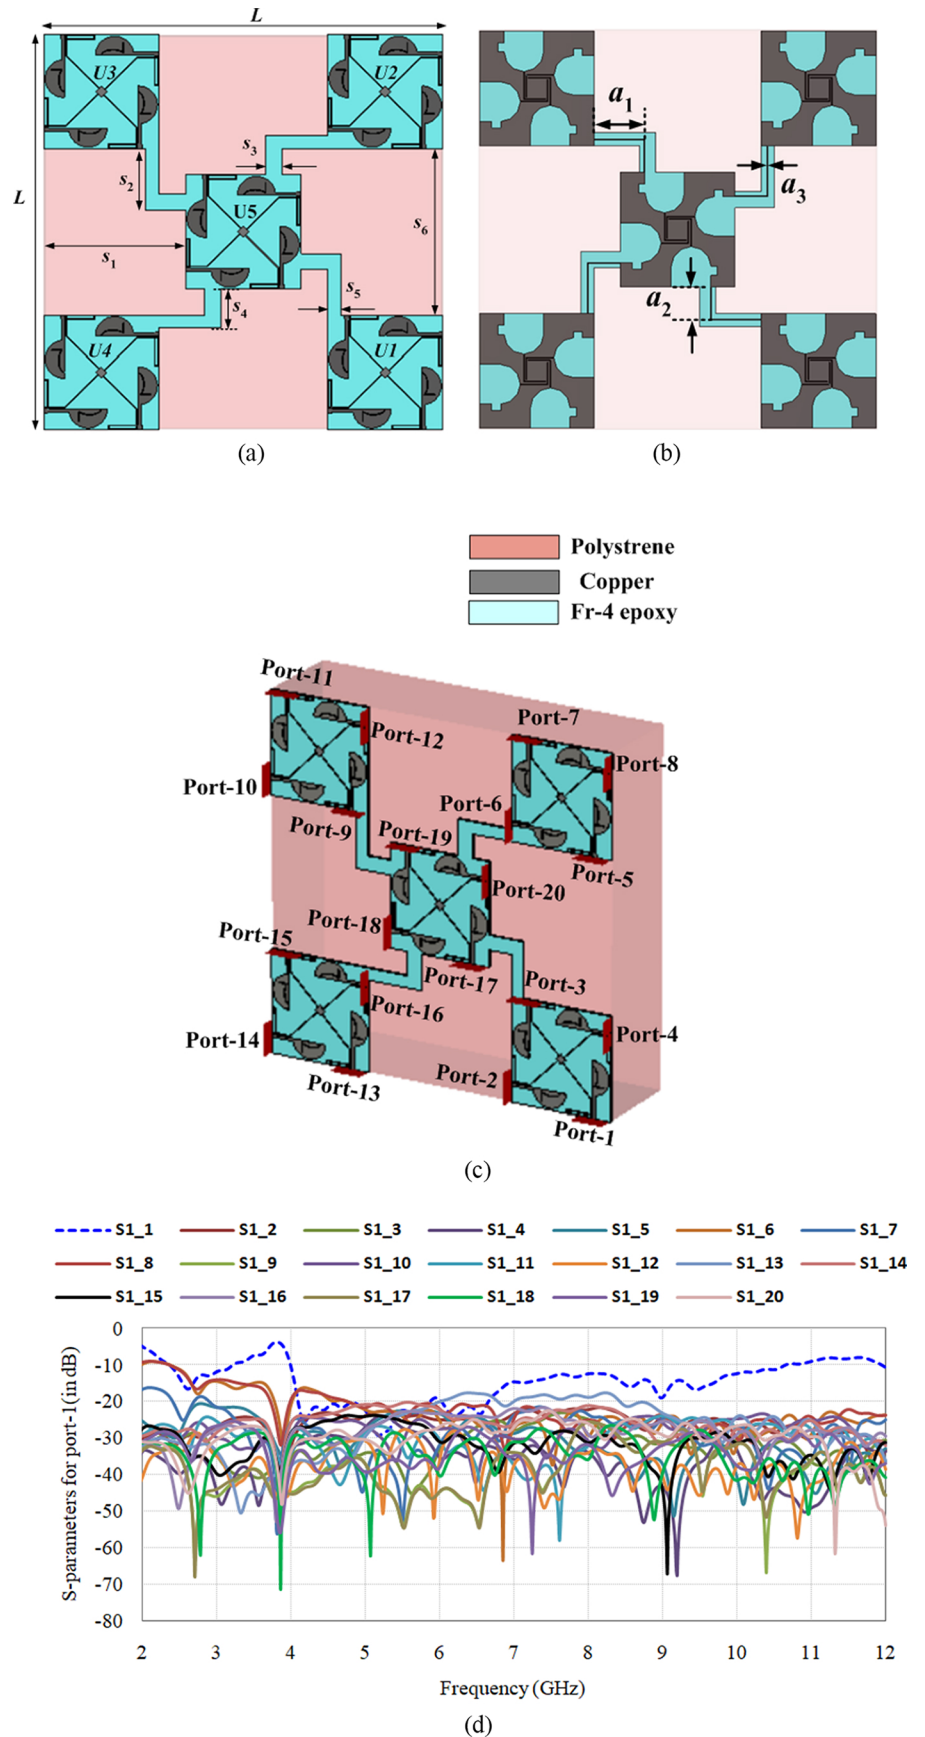 L
U3
U2
s3
a1
s2
L
U5
a3
s6
s1
s5
a2
s4
U4
U1
(a)
(b)
Polystrene
Copper
Fr-4 epoxy
Port-11
Port-7
Port-12
Port-8
Port-10
Port-6
Port-9
Port-19
Port-5
Port-20
Port-18
Port-15
Port-17
Port-3
Port-16
Port-4
Port-14
Port-2
Port-13
Port-1
(c)
S1_1 S1_2 S1_3 S1_4 S1_5 S1_6 S1_7
S1_8 S1_9 S1_10 S1_11 S1_12 S1_13 S1_14
S1_15 S1_16 S1_17 S1_18 S1_19 S1_20
S-parameters for port-1(in dB)
0
-10
-20
-30
-40
-50
-60
-70
-80
2 3 4 5 6 7 8 9 10 11 12
Frequency (GHz)
(d)